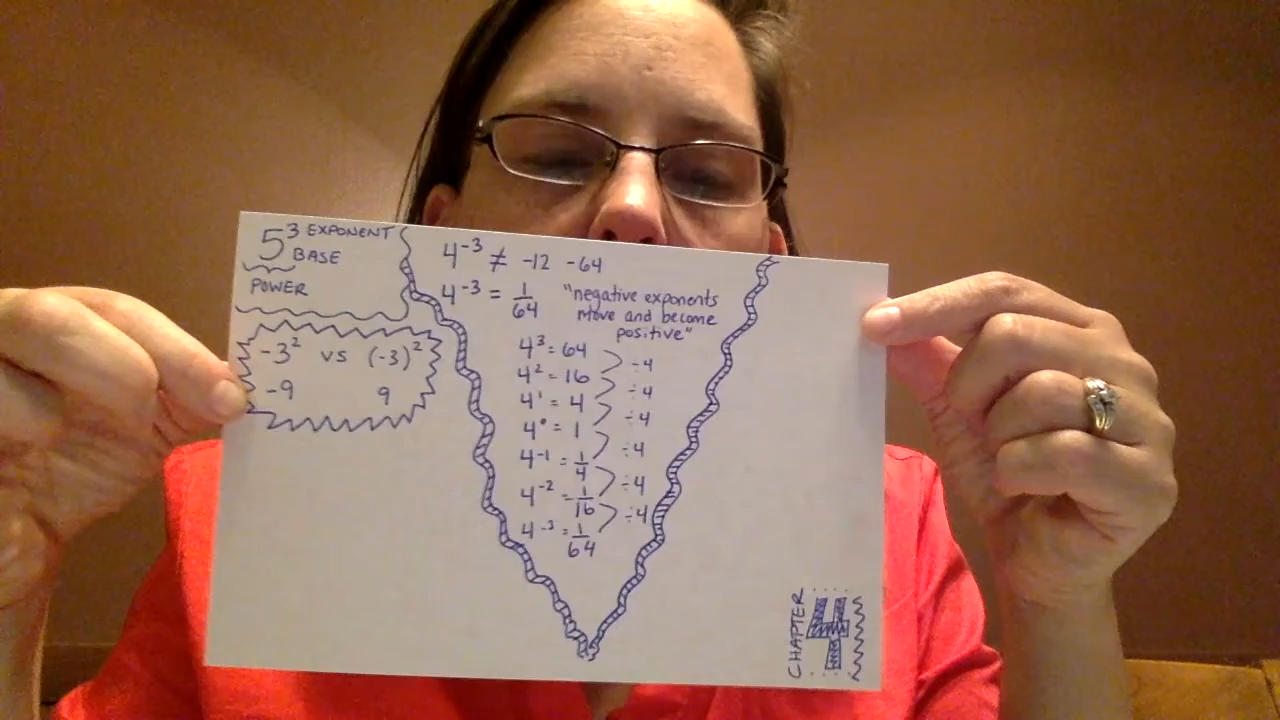 5³ EXPONENT
BASE
POWER
-3² vs (-3)²
-9 9
4⁻³ ≠ -12 -64
4⁻³ = 1/64 "negative exponents
move and become
positive"
4³ = 64 ÷4
4² = 16 ÷4
4¹ = 4 ÷4
4⁰ = 1 ÷4
4⁻¹ = 1/4 ÷4
4⁻² = 1/16 ÷4
4⁻³ = 1/64
CHAPTER 4